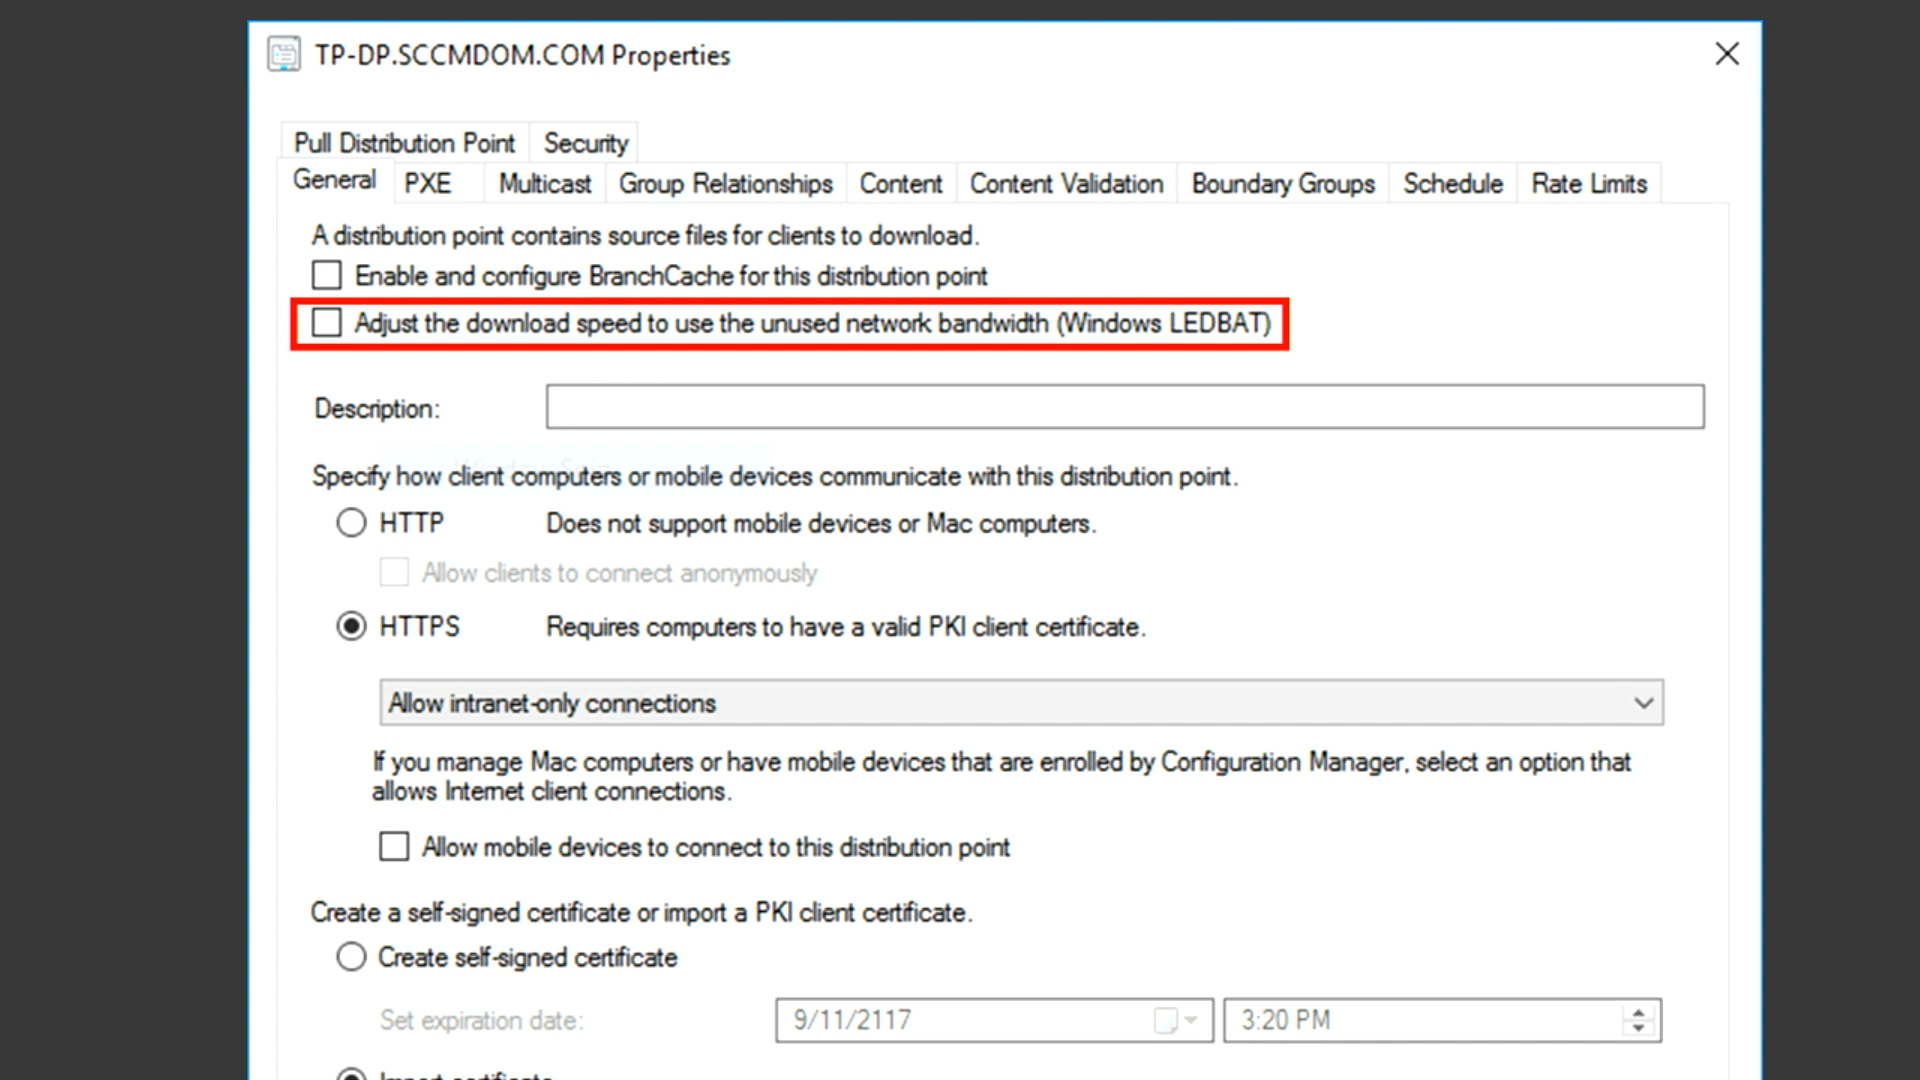 TP-DP.SCCMDOM.COM Properties
Pull Distribution Point Security
General PXE Multicast Group Relationships Content Content Validation Boundary Groups Schedule Rate Limits
A distribution point contains source files for clients to download.
Enable and configure BranchCache for this distribution point
Adjust the download speed to use the unused network bandwidth (Windows LEDBAT)
Description:
Specify how client computers or mobile devices communicate with this distribution point.
HTTP Does not support mobile devices or Mac computers.
Allow clients to connect anonymously
HTTPS Requires computers to have a valid PKI client certificate.
Allow intranet-only connections
If you manage Mac computers or have mobile devices that are enrolled by Configuration Manager, select an option that
allows Internet client connections.
Allow mobile devices to connect to this distribution point
Create a self-signed certificate or import a PKI client certificate.
Create self-signed certificate
Set expiration date: 9/11/2117 3:20 PM
Import certificate